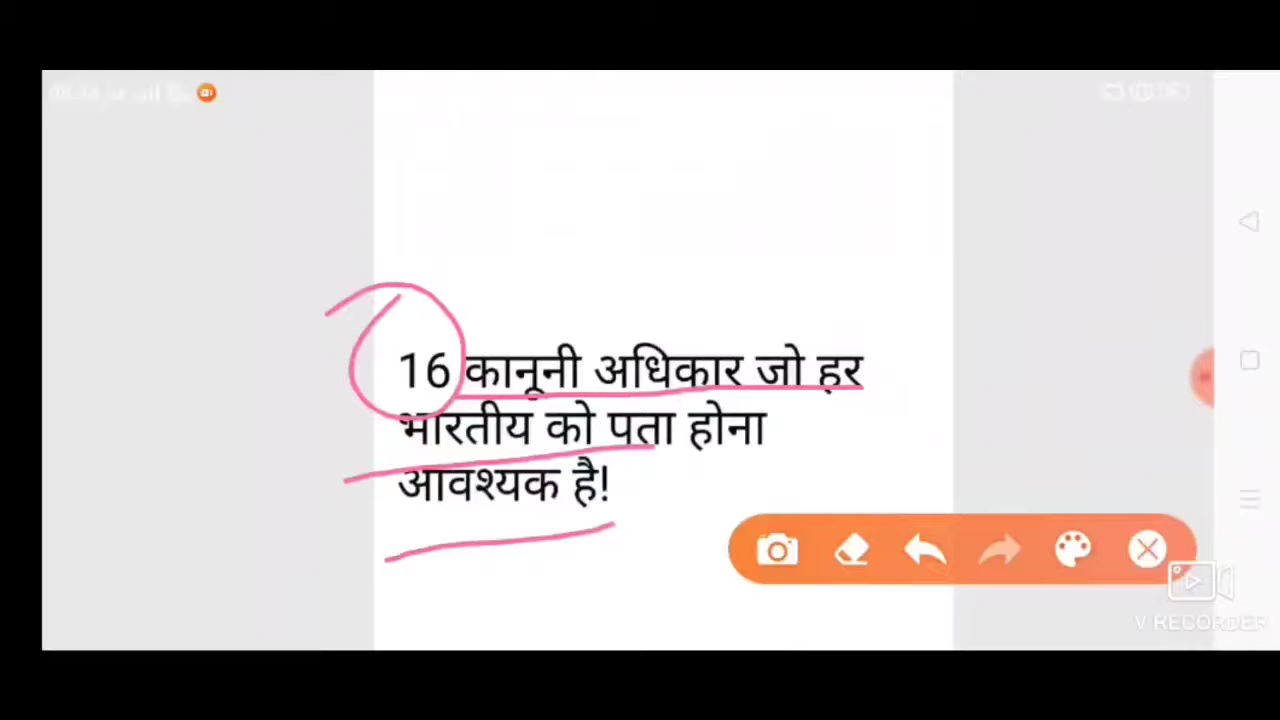 16 कानूनी अधिकार जो हर
भारतीय को पता होना
आवश्यक है!
V RECORDER